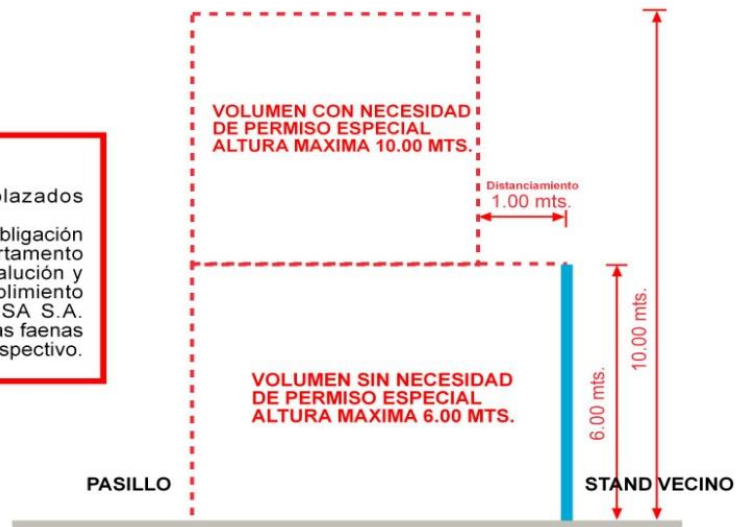 VOLUMEN CON NECESIDAD
DE PERMISO ESPECIAL
ALTURA MAXIMA 10.00 MTS.
Distanciamiento
1.00 mts.
plazados
bligación
rtamento
alución y
plimiento
SA S.A.
as faenas
spectivo.
VOLUMEN SIN NECESIDAD
DE PERMISO ESPECIAL
ALTURA MAXIMA 6.00 MTS.
6.00 mts.
10.00 mts.
PASILLO
STAND VECINO